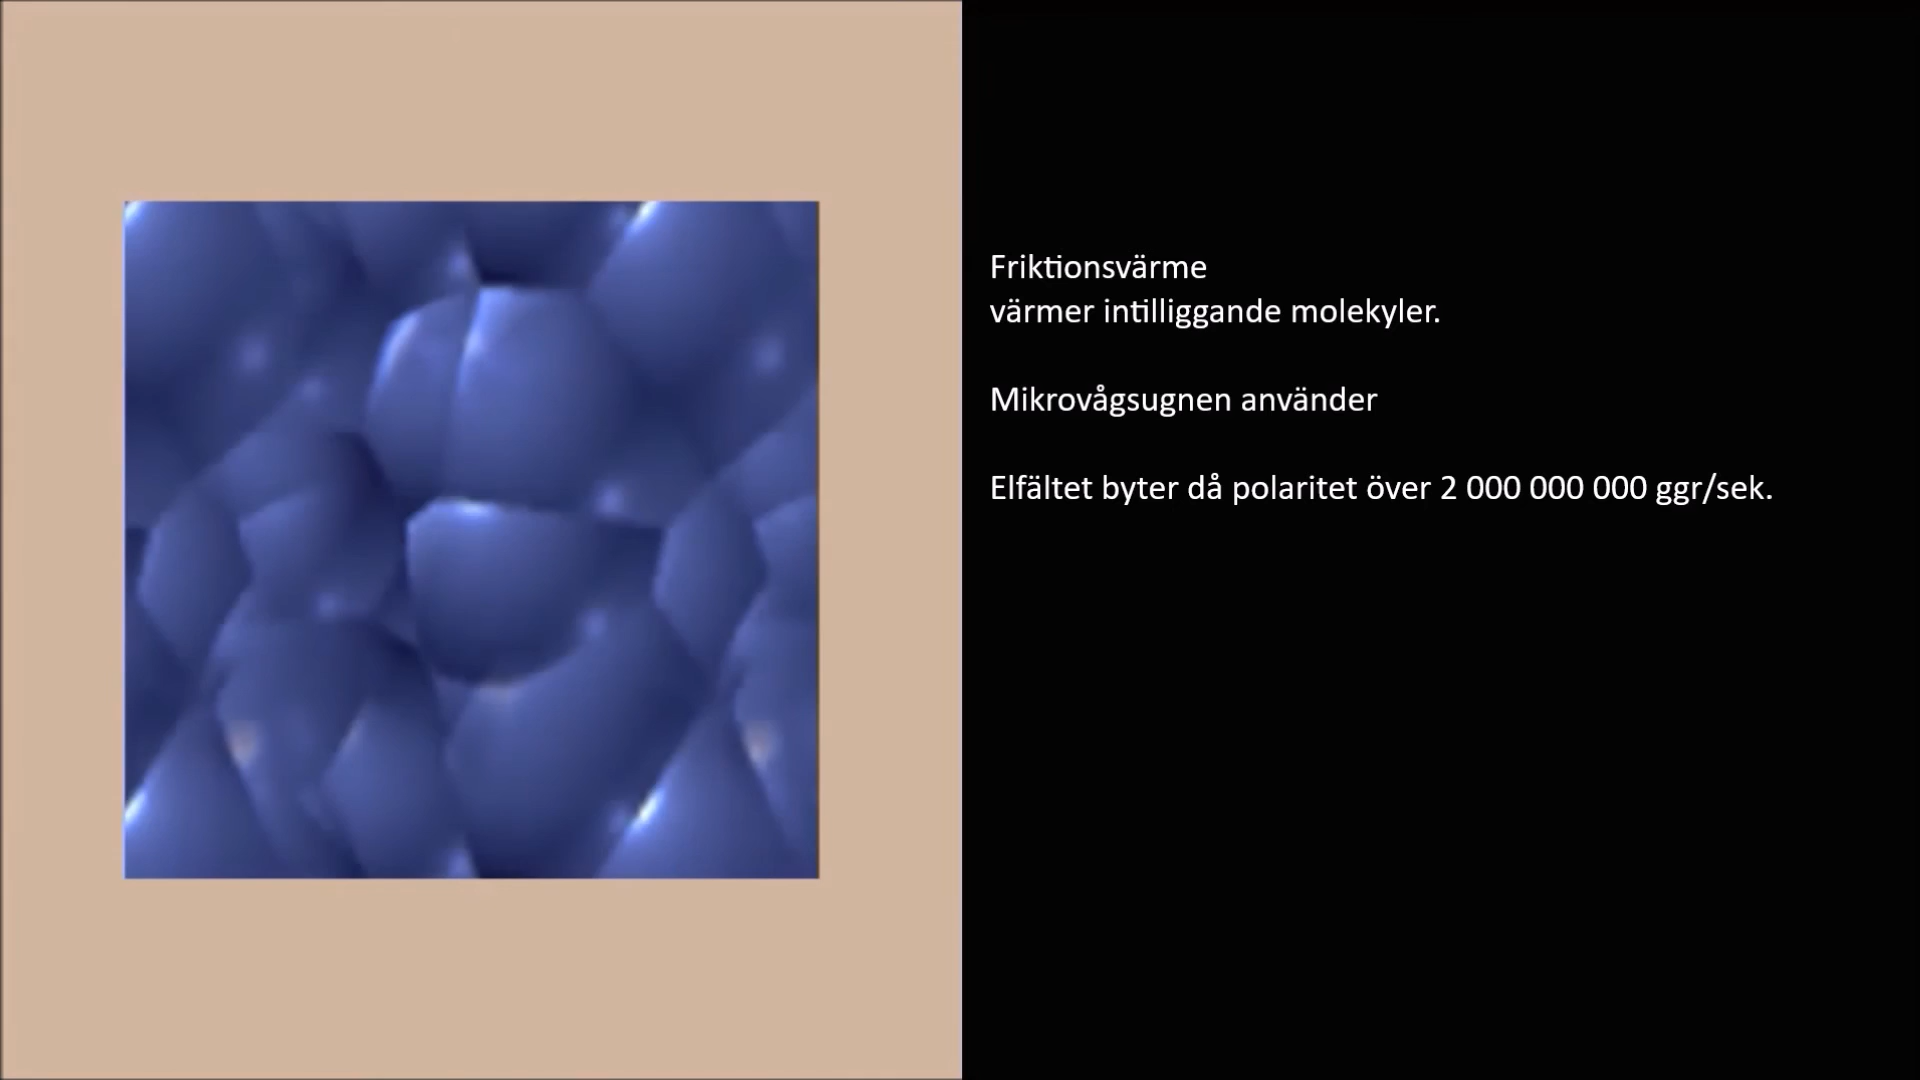 Friktionsvärme
värmer intilliggande molekyler.
Mikrovågsugnen använder
Elfältet byter då polaritet över 2 000 000 000 ggr/sek.